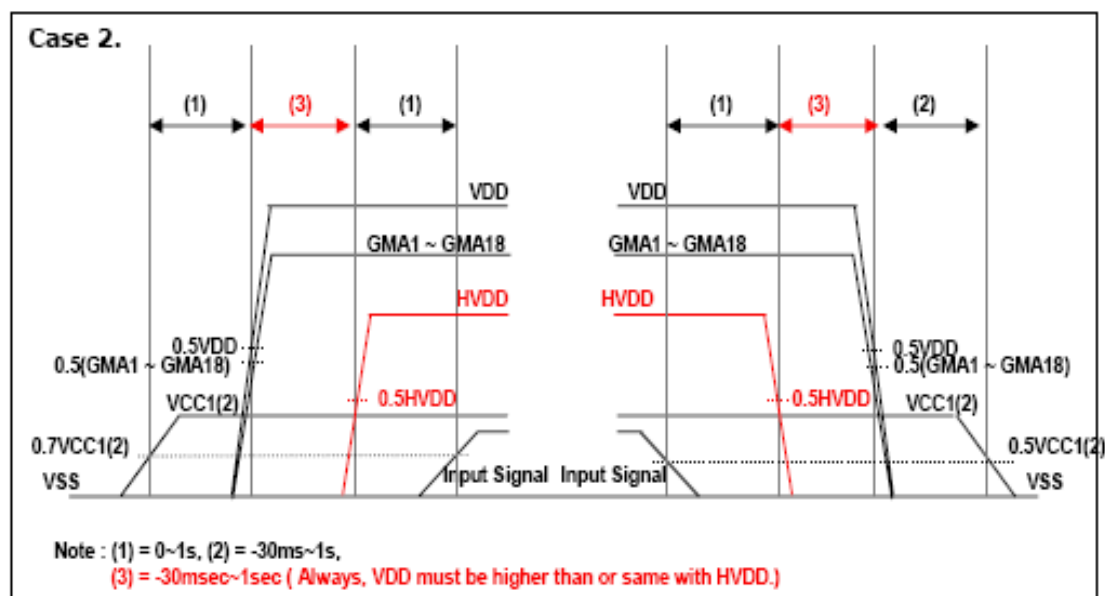 Case 2.
(1) (3) (1) (1) (3) (2)
VDD VDD
GMA1 ~ GMA18 GMA1 ~ GMA18
HVDD HVDD
0.5VDD 0.5VDD
0.5(GMA1 ~ GMA18) 0.5(GMA1 ~ GMA18)
0.5HVDD 0.5HVDD
VCC1(2) VCC1(2)
0.7VCC1(2) 0.5VCC1(2)
Input Signal Input Signal
VSS VSS
Note : (1) = 0~1s, (2) = -30ms~1s,
(3) = -30msec~1sec ( Always, VDD must be higher than or same with HVDD.)